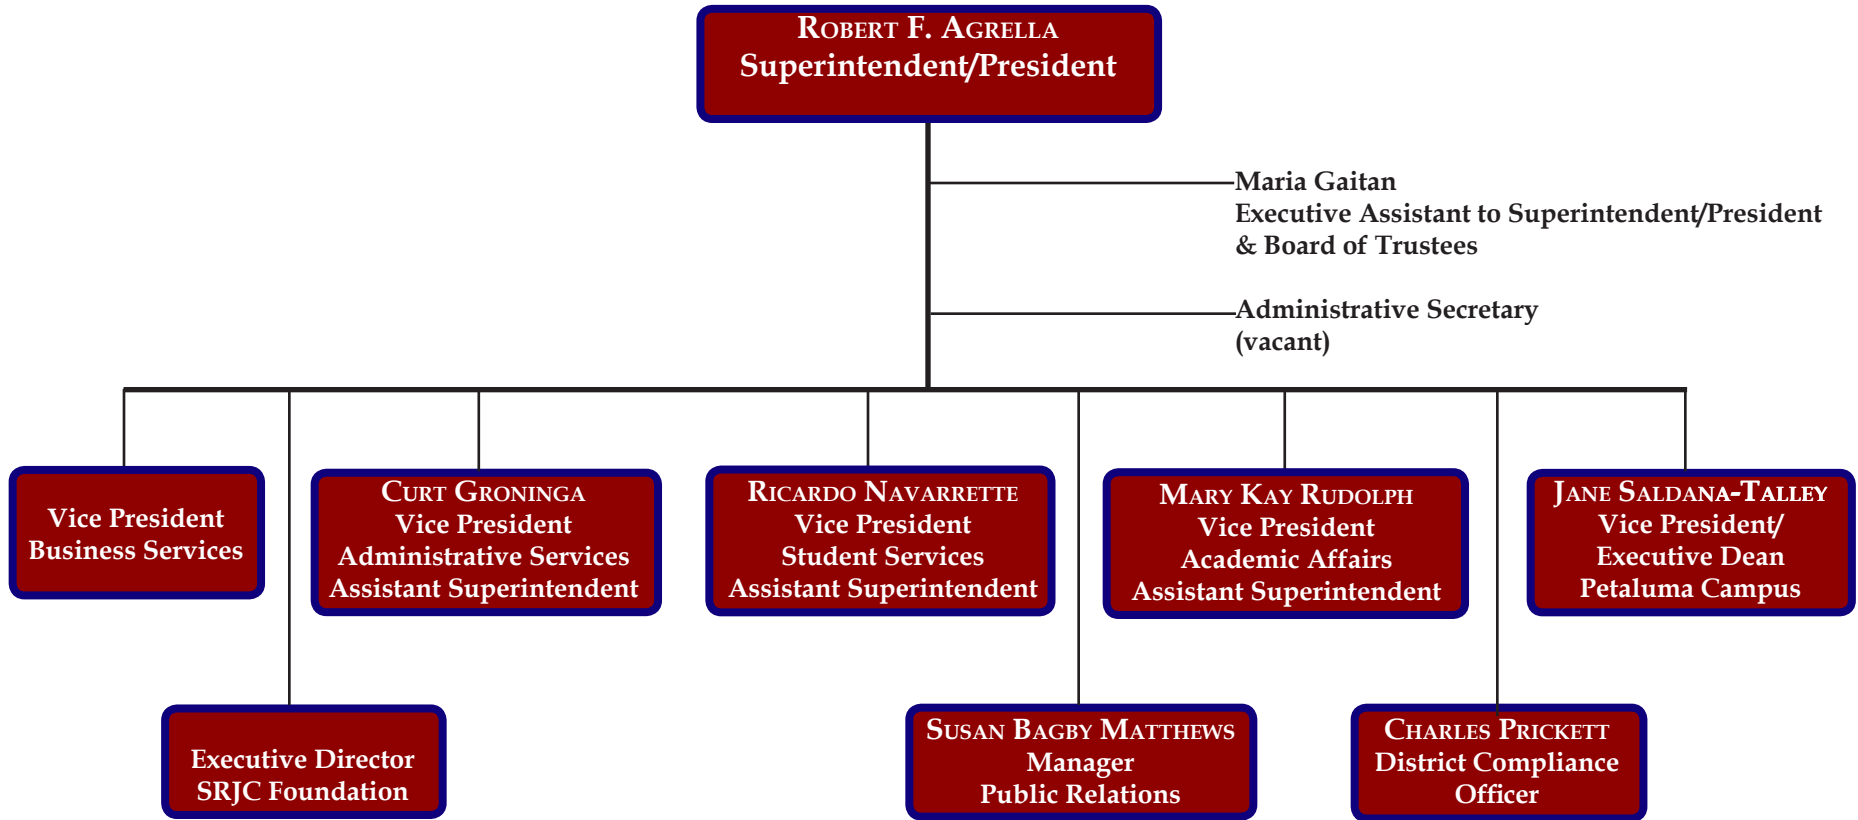 Robert F. Agrella
Superintendent/President
Maria Gaitan
Executive Assistant to Superintendent/President
& Board of Trustees
Administrative Secretary
(vacant)
Vice President
Business Services
Curt Groninga
Vice President
Administrative Services
Assistant Superintendent
Ricardo Navarrette
Vice President
Student Services
Assistant Superintendent
Mary Kay Rudolph
Vice President
Academic Affairs
Assistant Superintendent
Jane Saldana-Talley
Vice President/
Executive Dean
Petaluma Campus
Executive Director
SRJC Foundation
Susan Bagby Matthews
Manager
Public Relations
Charles Prickett
District Compliance
Officer